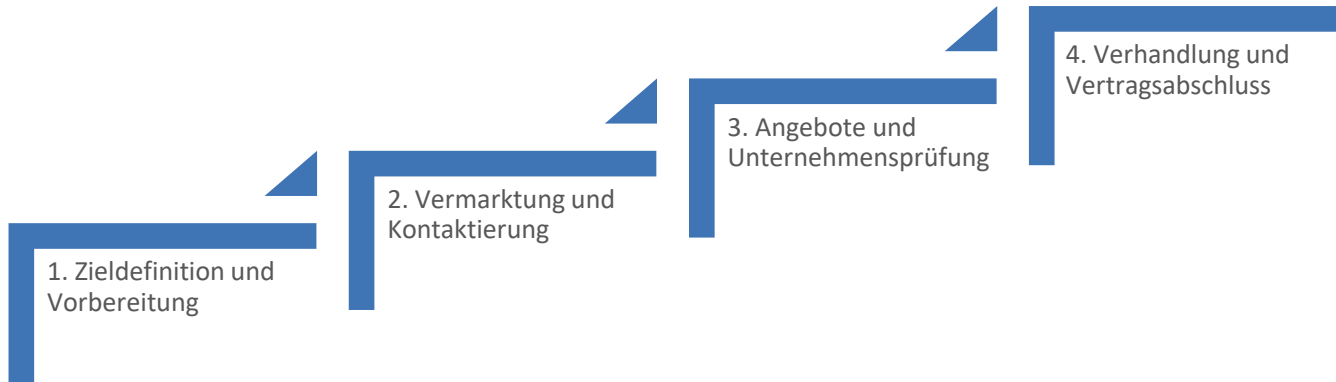 1. Zieldefinition und
Vorbereitung
2. Vermarktung und
Kontaktierung
3. Angebote und
Unternehmensprüfung
4. Verhandlung und
Vertragsabschluss